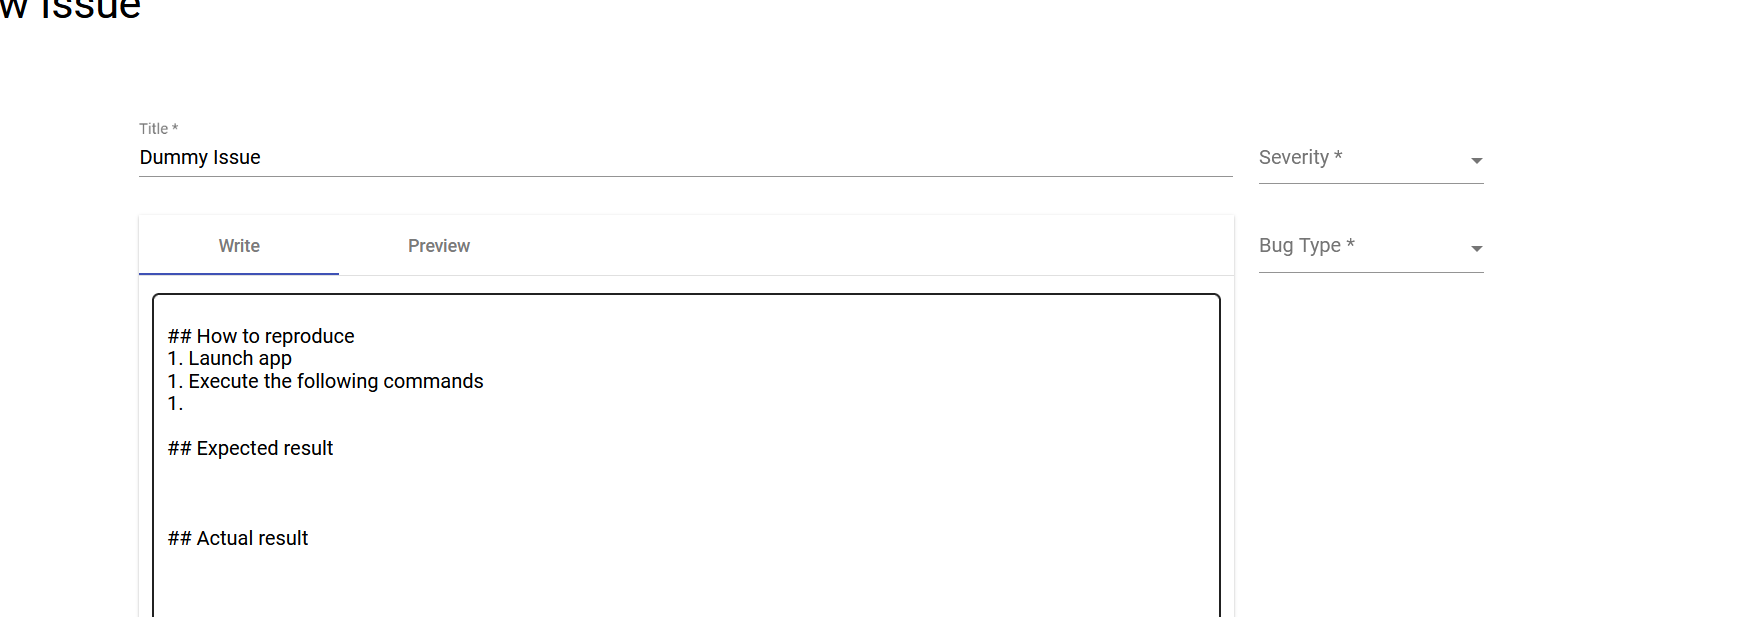 w Issue
Title *
Dummy Issue
Severity *
Write
Preview
Bug Type *
## How to reproduce
1. Launch app
1. Execute the following commands
1.
## Expected result
## Actual result